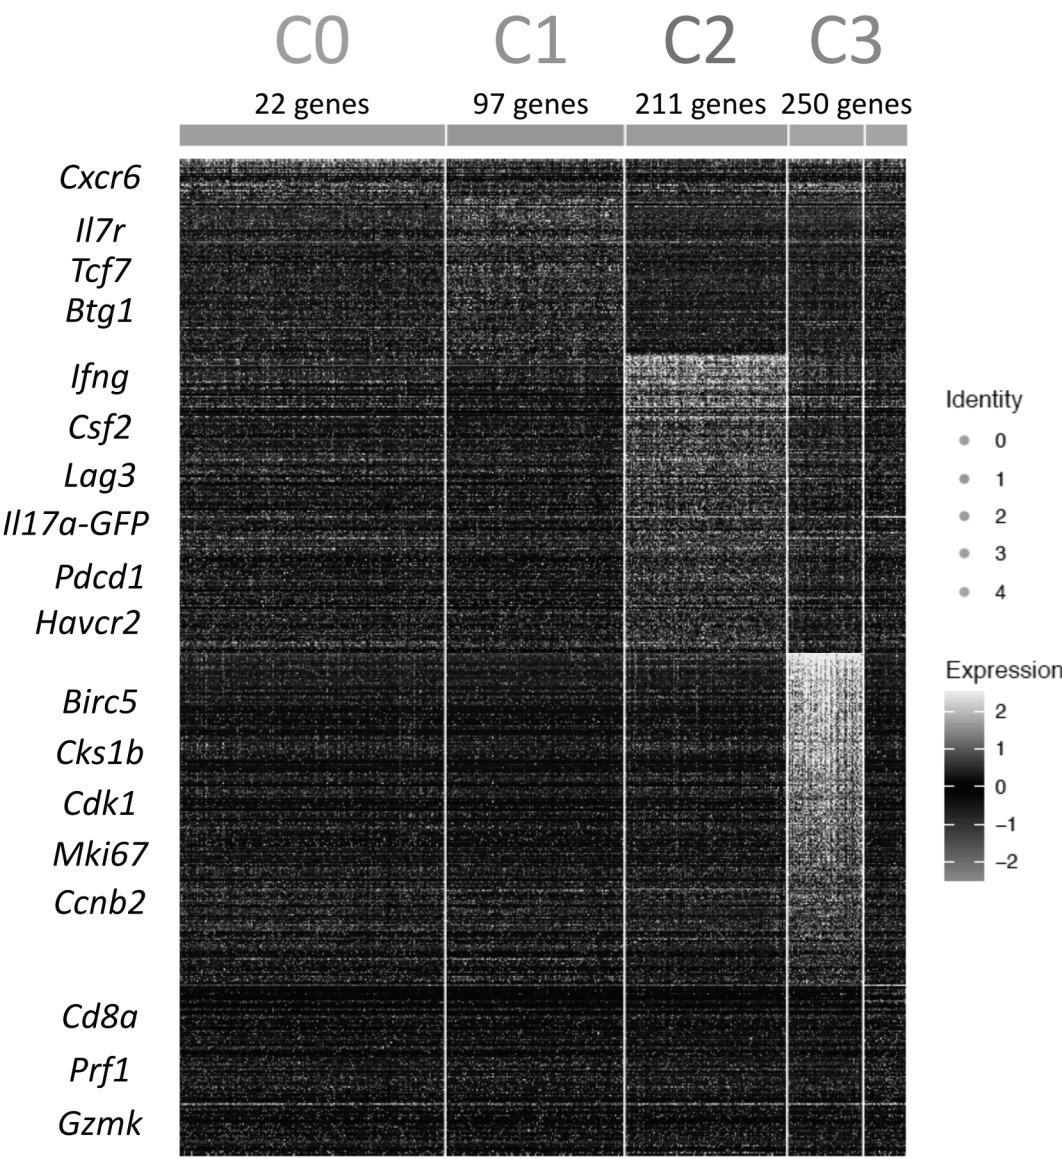 C0 C1 C2 C3
22 genes 97 genes 211 genes 250 genes
Cxcr6
Il7r
Tcf7
Btg1
Ifng
Csf2
Lag3
Il17a-GFP
Pdcd1
Havcr2
Birc5
Cks1b
Cdk1
Mki67
Ccnb2
Cd8a
Prf1
Gzmk
Identity
0
1
2
3
4
Expression
2
1
0
−1
−2